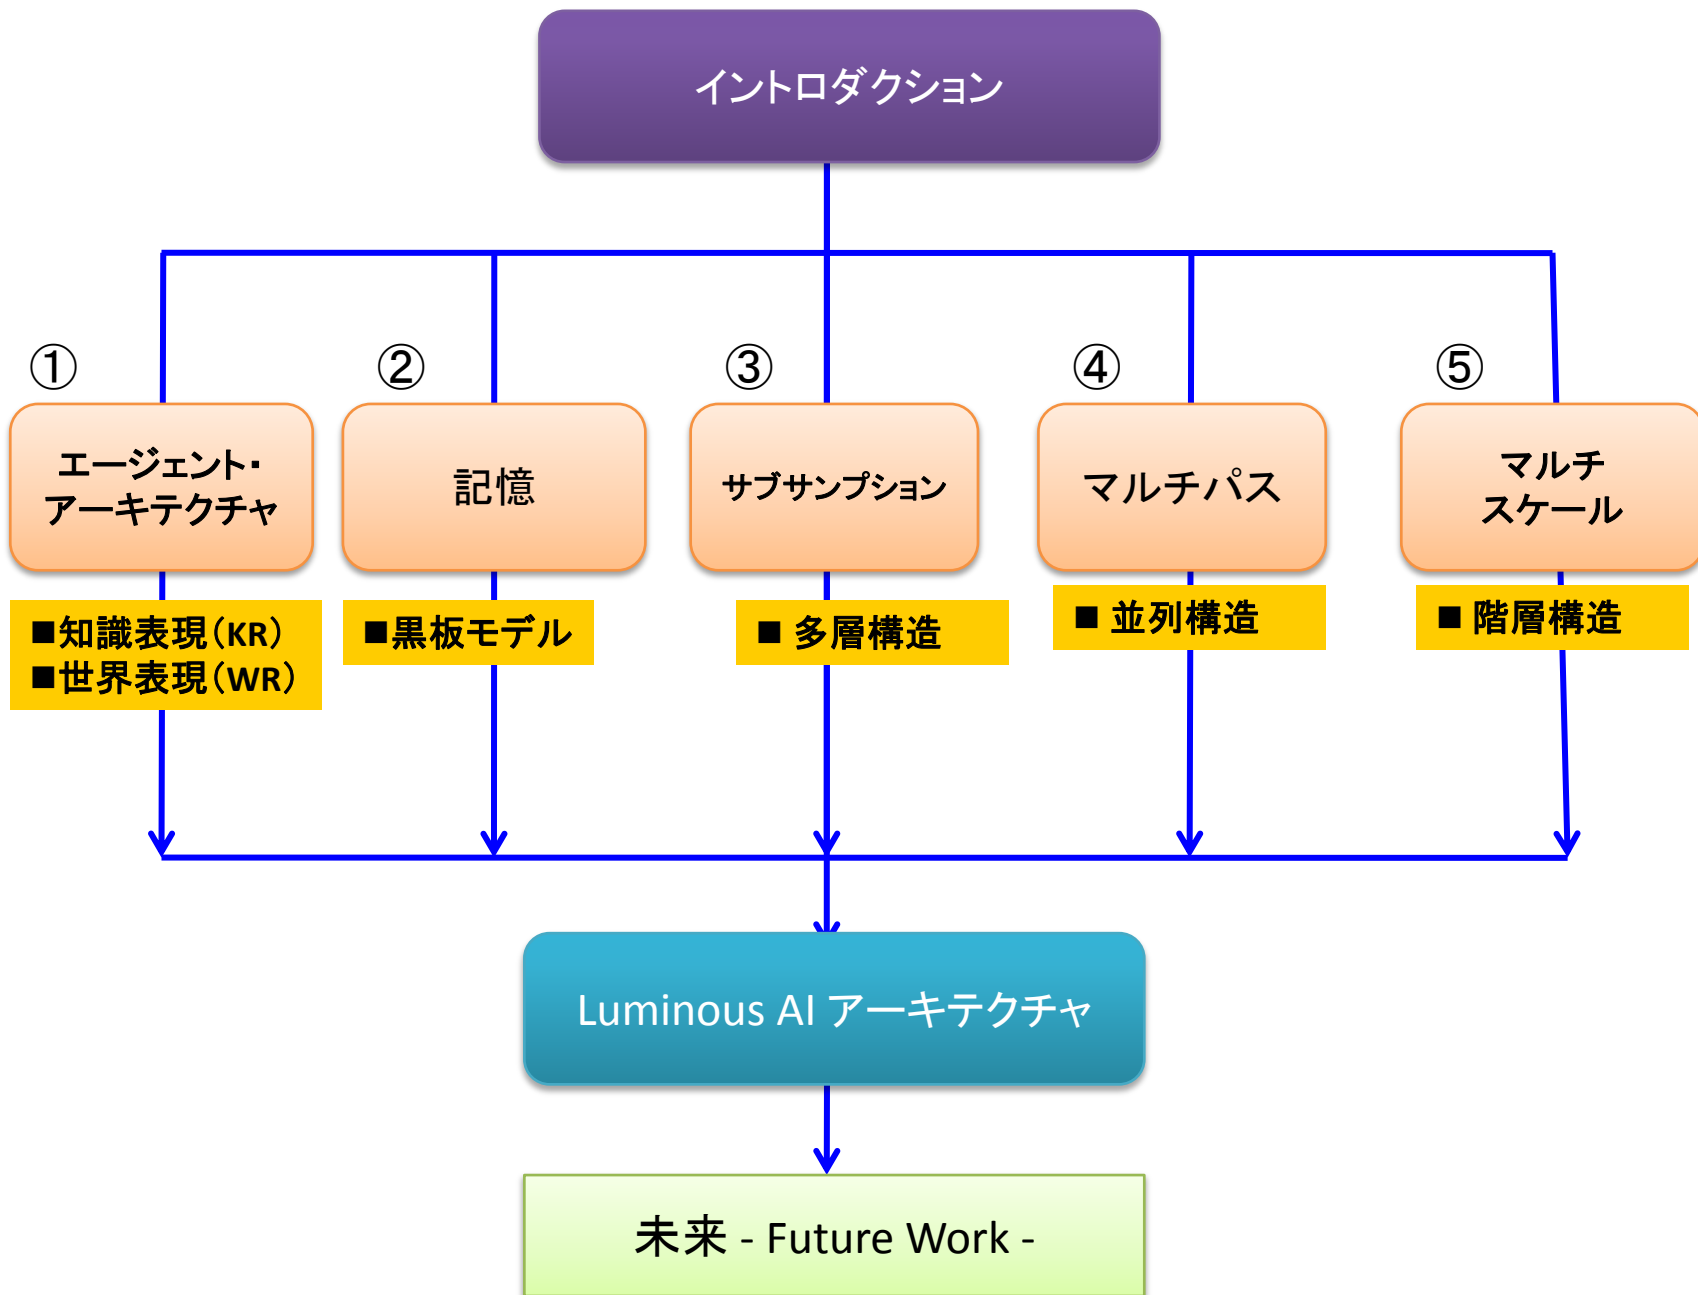 イントロダクション
①
②
③
④
⑤
エージェント・
アーキテクチャ
記憶
サブサンプション
マルチパス
マルチ
スケール
■知識表現（KR）
■世界表現（WR）
■黒板モデル
■ 多層構造
■ 並列構造
■ 階層構造
Luminous AI アーキテクチャ
未来 - Future Work -